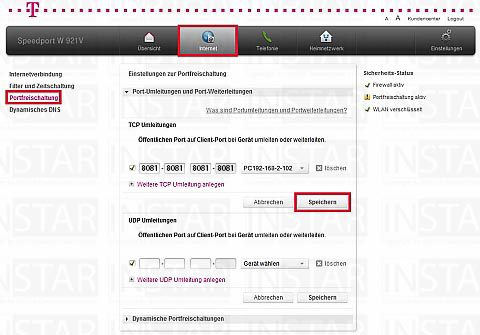 T
A A Kundencenter Logout
Speedport W 921V
Übersicht Internet Telefonie Heimnetzwerk Einstellungen
Internetverbindung
Filter und Zeitschaltung
Portfreischaltung
Dynamisches DNS
Einstellungen zur Portfreischaltung
Port-Umleitungen und Port-Weiterleitungen
Was sind Portumleitungen und Portweiterleitungen?
TCP Umleitungen
Öffentlichen Port auf Client-Port bei Gerät umleiten oder weiterleiten.
8081 - 8081 8081 - 8081 PC192-168-2-102 löschen
Weitere TCP Umleitung anlegen
Abbrechen Speichern
UDP Umleitungen
Öffentlichen Port auf Client-Port bei Gerät umleiten oder weiterleiten.
- - Gerät wählen löschen
Weitere UDP Umleitung anlegen
Abbrechen Speichern
Dynamische Portfreischaltungen
Sicherheits-Status
Firewall aktiv
Portfreischaltung aktiv
WLAN verschlüsselt
INSTAR